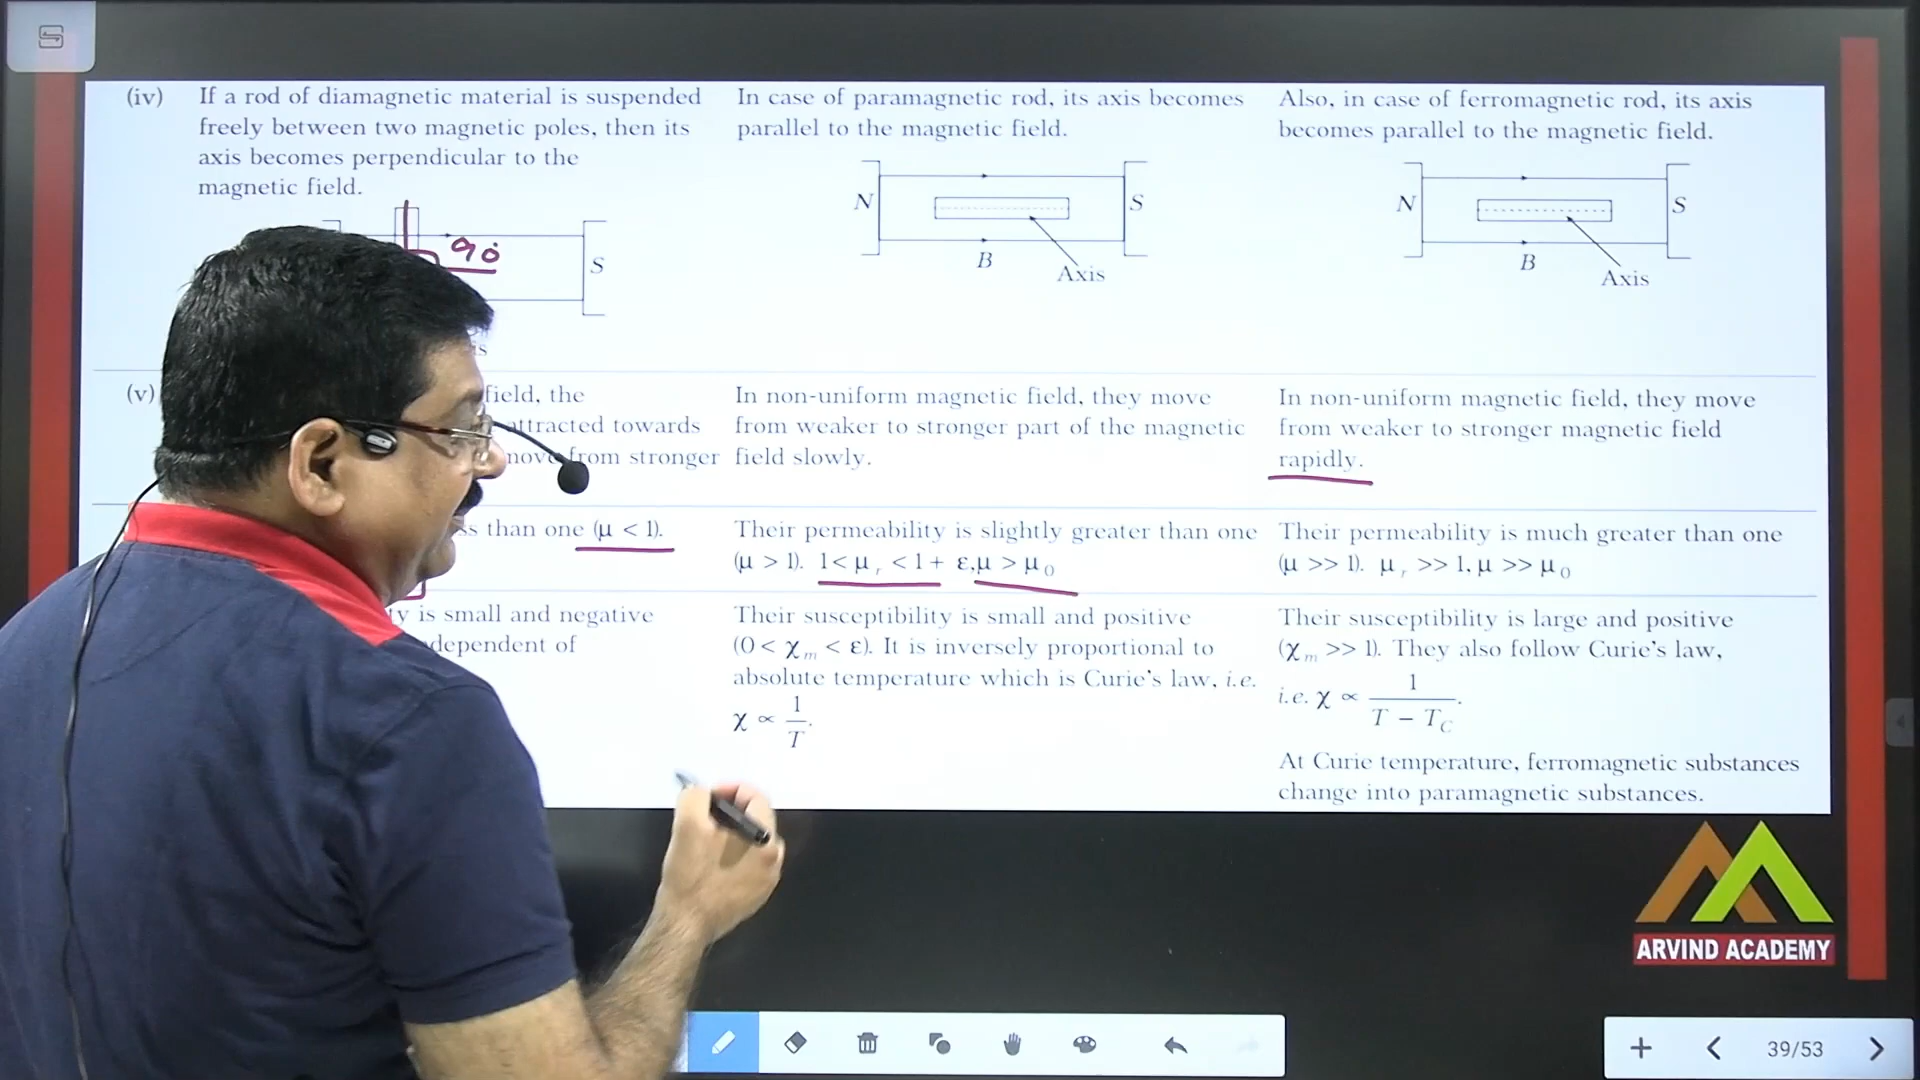 (iv) If a rod of diamagnetic material is suspended
freely between two magnetic poles, then its
axis becomes perpendicular to the
magnetic field.
90°
S
In case of paramagnetic rod, its axis becomes
parallel to the magnetic field.
N
S
B
Axis
Also, in case of ferromagnetic rod, its axis
becomes parallel to the magnetic field.
N
S
B
Axis
(v)
field, the
attracted towards
move from stronger
In non-uniform magnetic field, they move
from weaker to stronger part of the magnetic
field slowly.
In non-uniform magnetic field, they move
from weaker to stronger magnetic field
rapidly.
than one (μ < 1).
Their permeability is slightly greater than one
(μ > 1). 1< μ r < 1 + ε,μ > μ 0
Their permeability is much greater than one
(μ >> 1). μ r >> 1, μ >> μ 0
is small and negative
of
Their susceptibility is small and positive
(0 < χ m < ε). It is inversely proportional to
absolute temperature which is Curie's law, i.e.
χ ∝ 1/T.
Their susceptibility is large and positive
(χ m >> 1). They also follow Curie's law,
i.e. χ ∝ 1/(T − T_C).
At Curie temperature, ferromagnetic substances
change into paramagnetic substances.
ARVIND ACADEMY
39/53